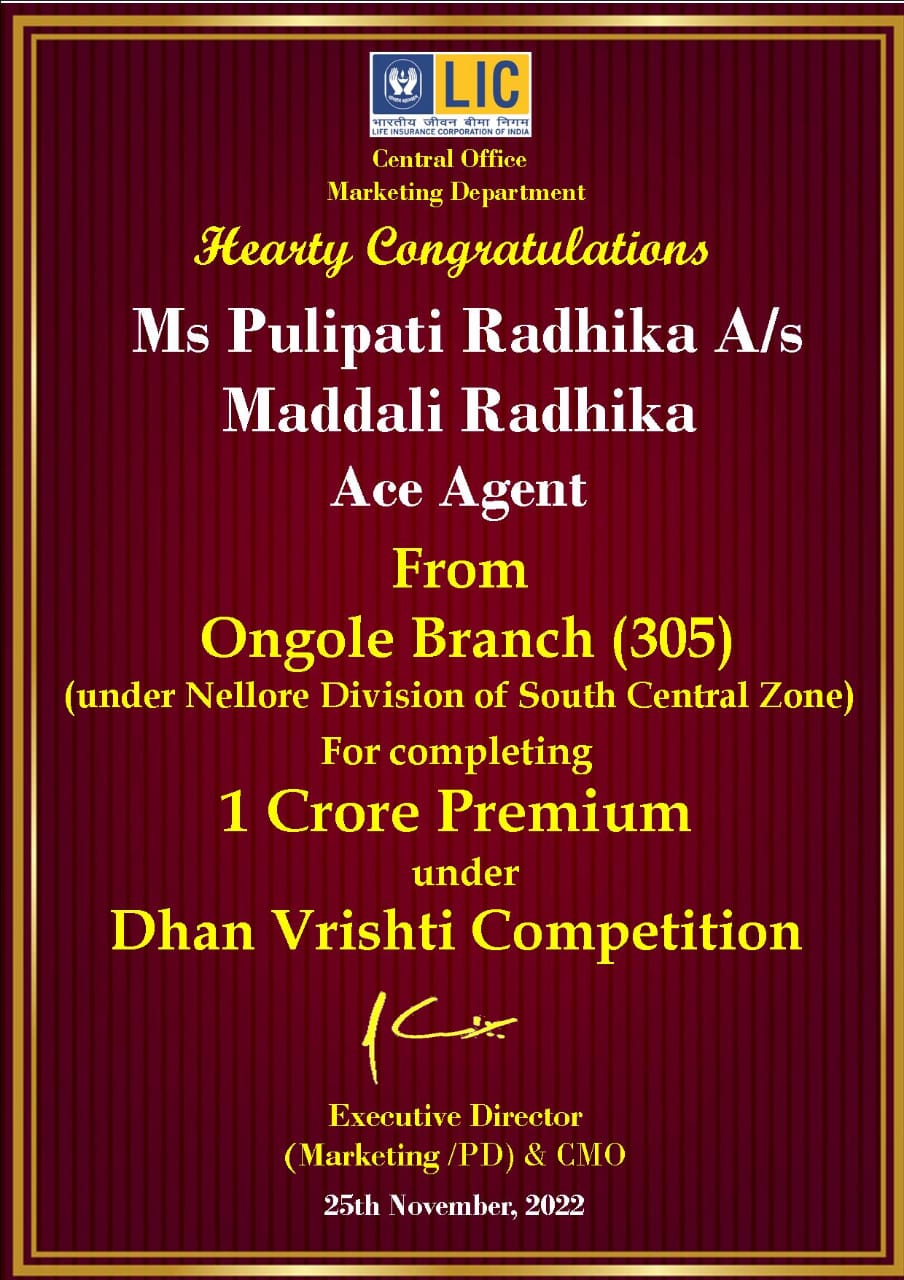 LIC
भारतीय जीवन बीमा निगम
LIFE INSURANCE CORPORATION OF INDIA
Central Office
Marketing Department
Hearty Congratulations
Ms Pulipati Radhika A/s
Maddali Radhika
Ace Agent
From
Ongole Branch (305)
(under Nellore Division of South Central Zone)
For completing
1 Crore Premium
under
Dhan Vrishti Competition
Executive Director
(Marketing /PD) & CMO
25th November, 2022